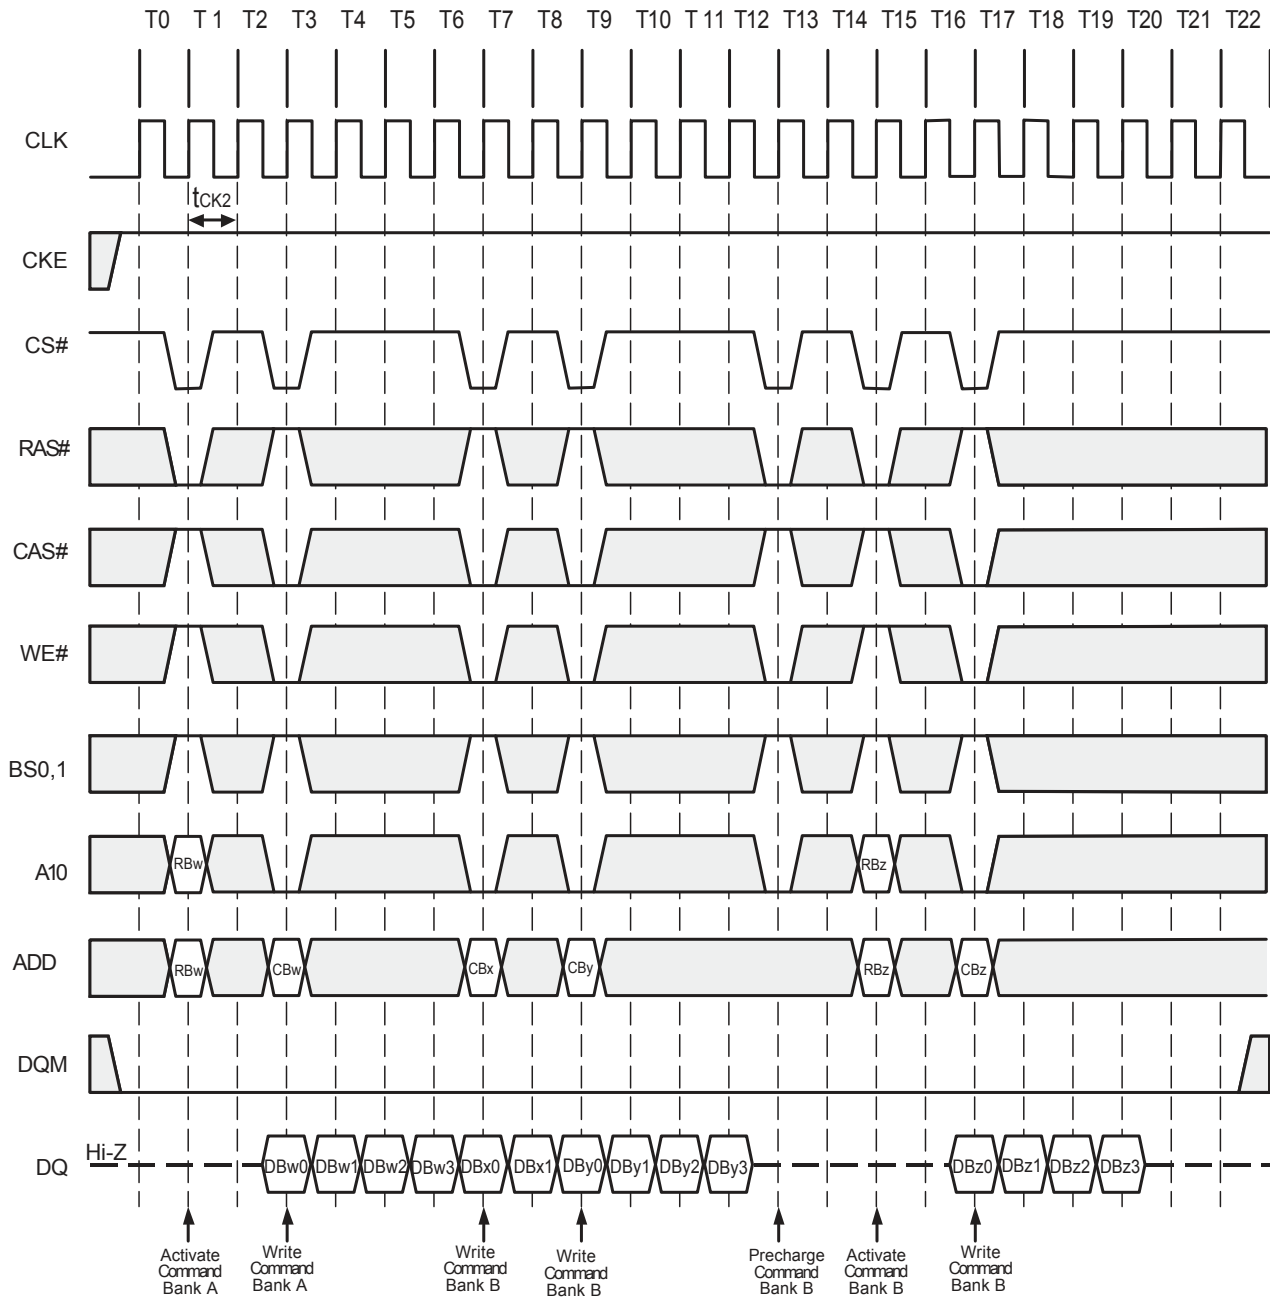 T0 T 1 T2 T3 T4 T5 T6 T7 T8 T9 T10 T 11 T12 T13 T14 T15 T16 T17 T18 T19 T20 T21 T22
CLK
tCK2
CKE
CS#
RAS#
CAS#
WE#
BS0,1
A10 RBw RBz
ADD RBw CBw CBx CBy RBz CBz
DQM
DQ Hi-Z DBw0 DBw1 DBw2 DBw3 DBx0 DBx1 DBy0 DBy1 DBy2 DBy3 DBz0 DBz1 DBz2 DBz3
Activate
Command
Bank A
Write
Command
Bank A
Write
Command
Bank B
Write
Command
Bank B
Precharge
Command
Bank B
Activate
Command
Bank B
Write
Command
Bank B